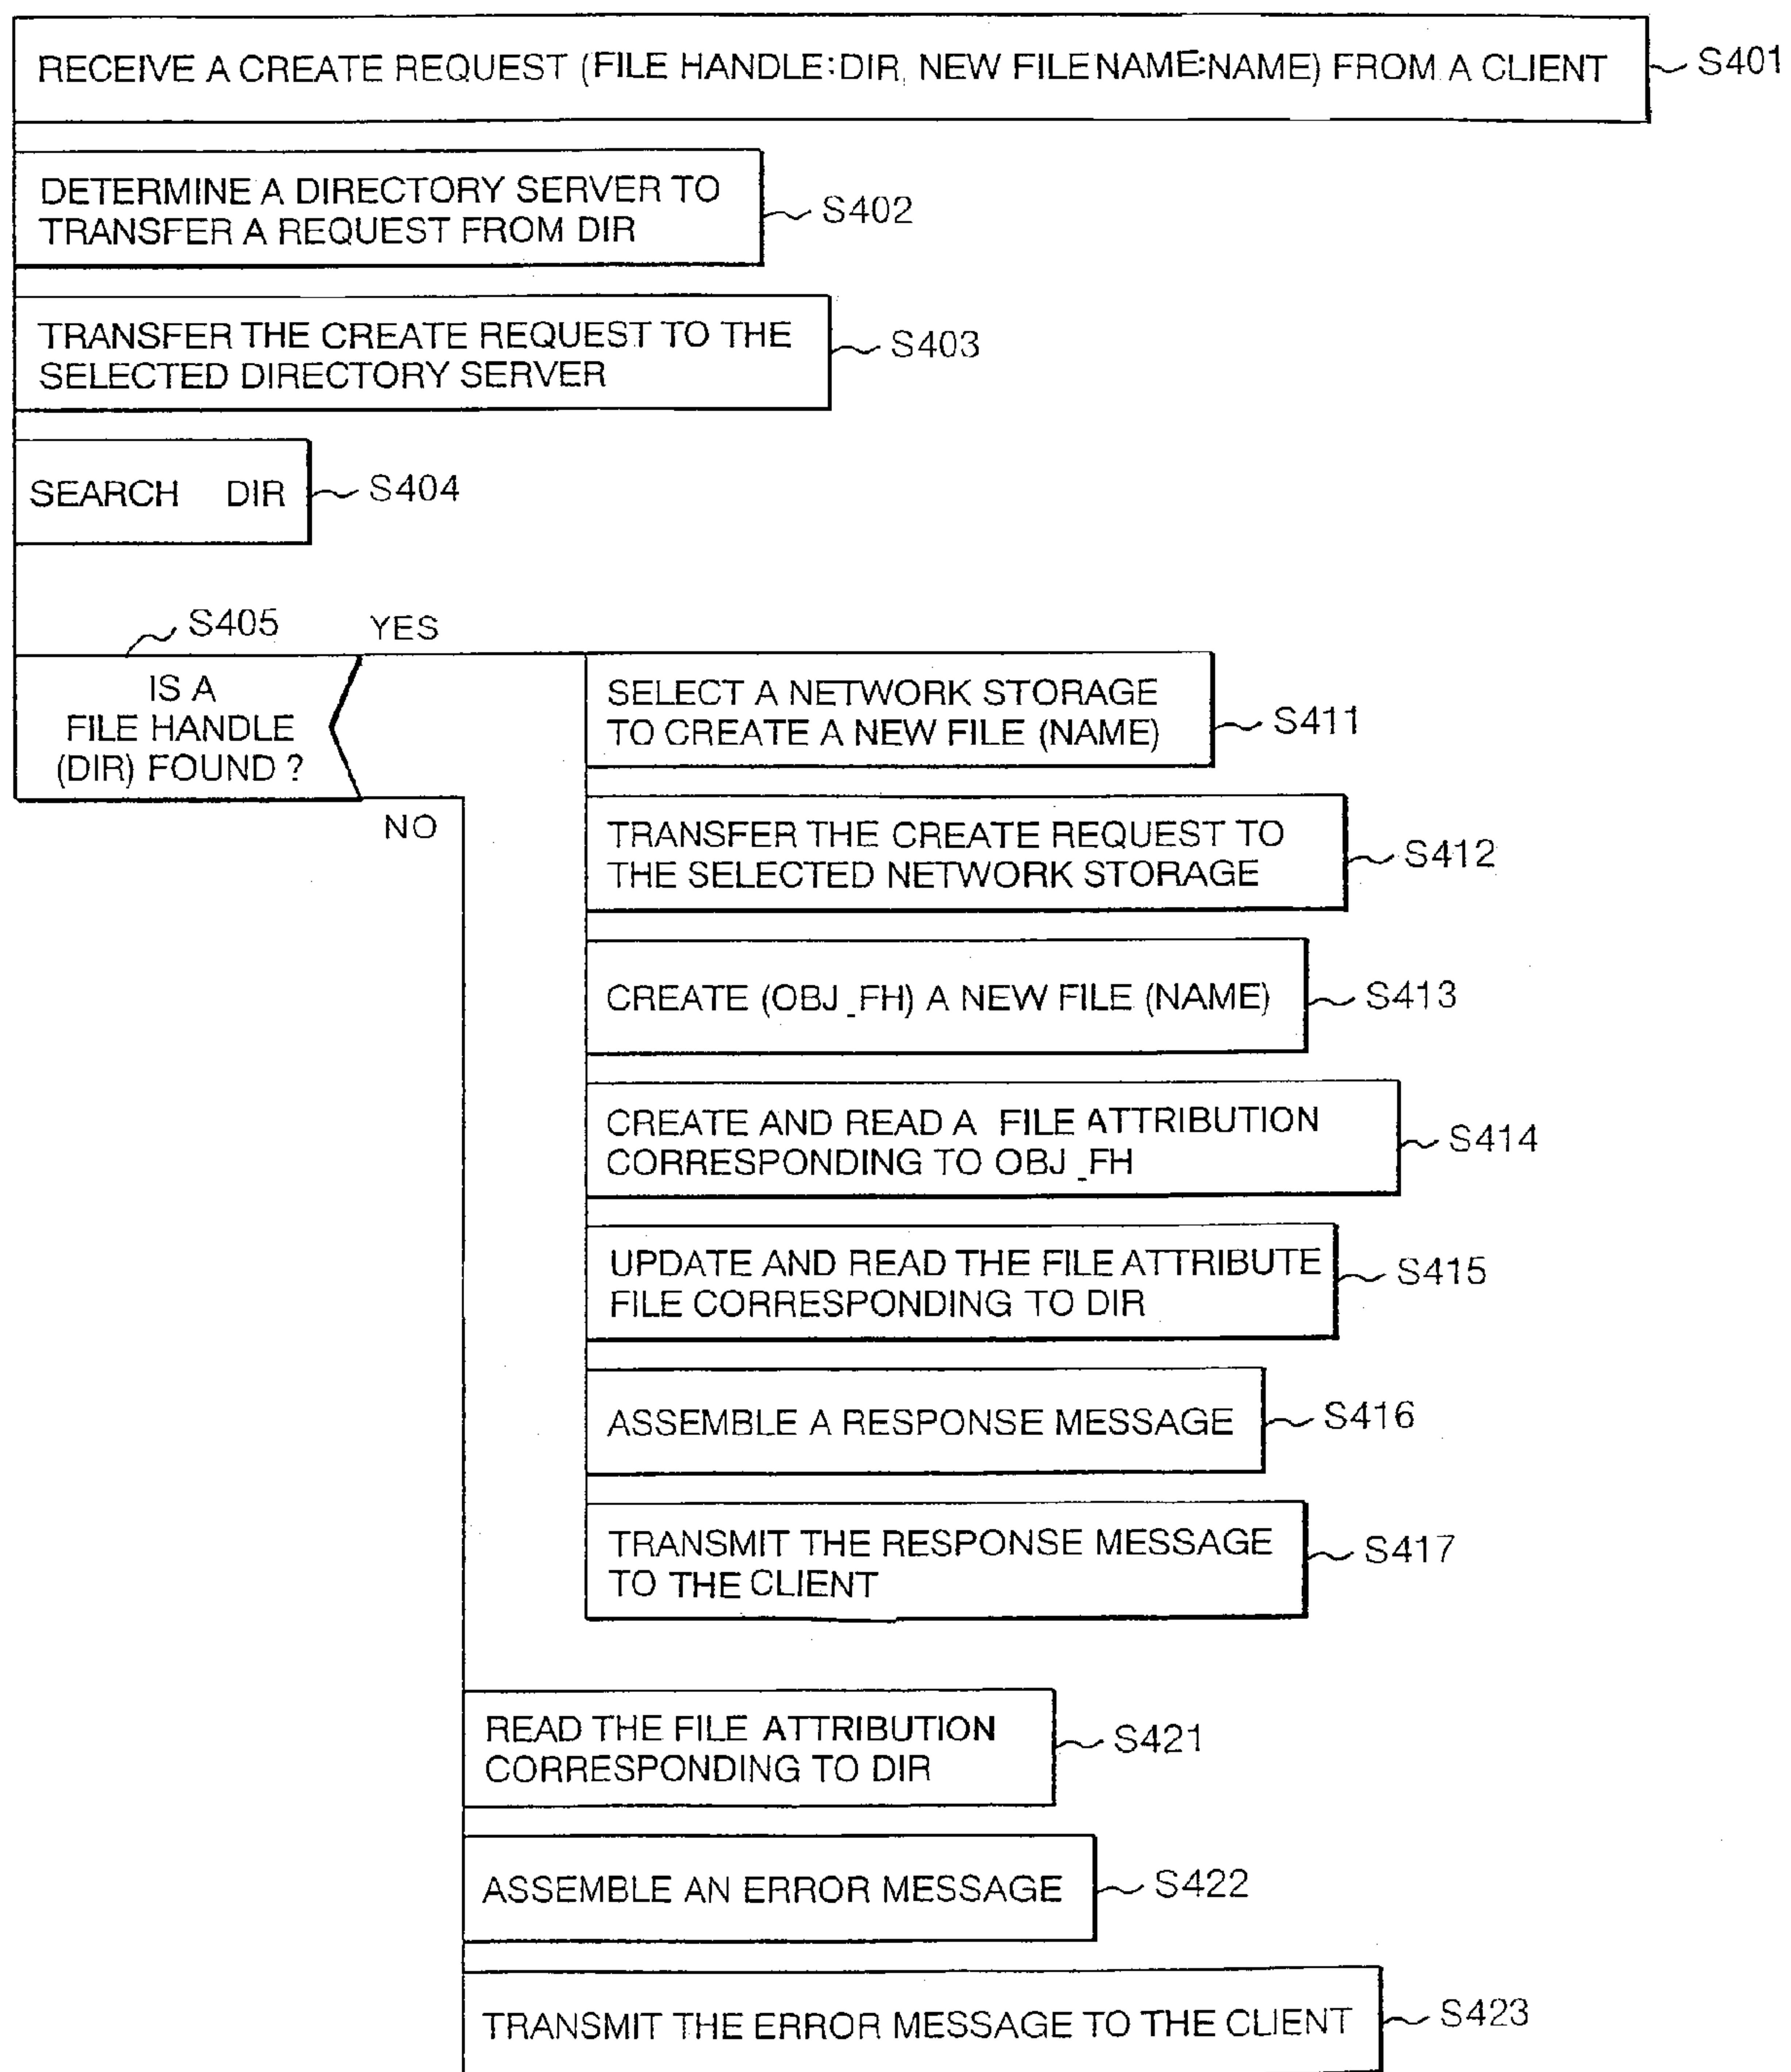 RECEIVE A CREATE REQUEST (FILE HANDLE:DIR, NEW FILE NAME:NAME) FROM A CLIENT
S401
DETERMINE A DIRECTORY SERVER TO
TRANSFER A REQUEST FROM DIR
S402
TRANSFER THE CREATE REQUEST TO THE
SELECTED DIRECTORY SERVER
S403
SEARCH DIR
S404
S405
YES
IS A
FILE HANDLE
(DIR) FOUND ?
NO
SELECT A NETWORK STORAGE
TO CREATE A NEW FILE (NAME)
S411
TRANSFER THE CREATE REQUEST TO
THE SELECTED NETWORK STORAGE
S412
CREATE (OBJ_FH) A NEW FILE (NAME)
S413
CREATE AND READ A FILE ATTRIBUTION
CORRESPONDING TO OBJ_FH
S414
UPDATE AND READ THE FILE ATTRIBUTE
FILE CORRESPONDING TO DIR
S415
ASSEMBLE A RESPONSE MESSAGE
S416
TRANSMIT THE RESPONSE MESSAGE
TO THE CLIENT
S417
READ THE FILE ATTRIBUTION
CORRESPONDING TO DIR
S421
ASSEMBLE AN ERROR MESSAGE
S422
TRANSMIT THE ERROR MESSAGE TO THE CLIENT
S423